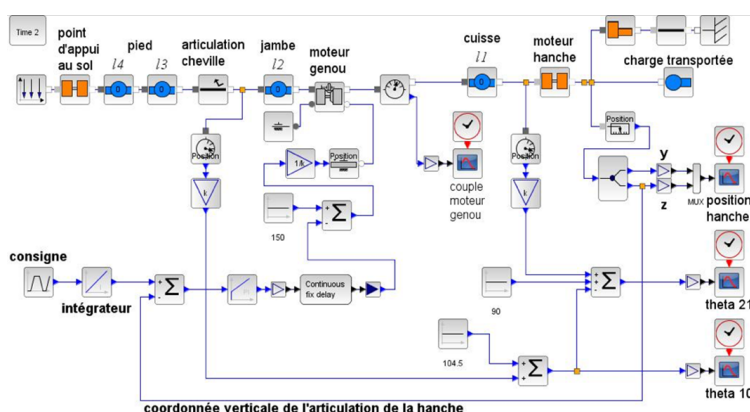 Time 2
point
d'appui
au sol
pied
l4
l3
articulation
cheville
jambe
l2
moteur
genou
cuisse
l1
moteur
hanche
charge transportée
Position
Position
Position
Position
k
1/k
k
couple
moteur
genou
y
z
MUX
position
hanche
150
Σ
consigne
intégrateur
Σ
Continuous
fix delay
90
Σ
theta 21
104.5
Σ
theta 10
coordonnée verticale de l'articulation de la hanche